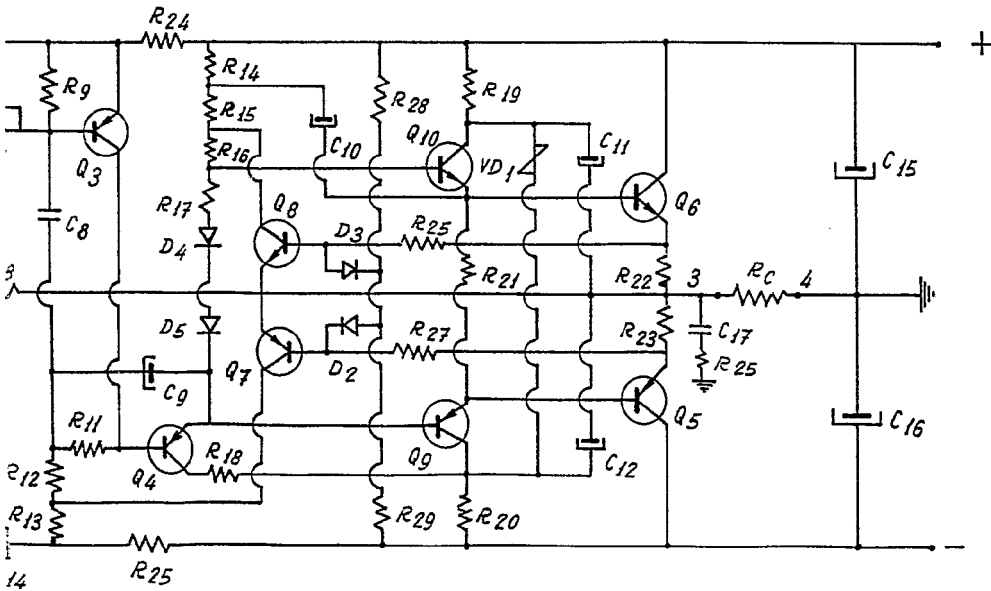 R24
+
R14
R9
R28
R19
R15
Q10
C11
C10
VD1
Q3
R16
C15
R17
Q8
Q6
D3
R25
C8
D4
R21
R22
3
RC
4
D5
R27
R23
C17
Q7
D2
R25
C9
Q5
R11
C16
R18
Q9
C12
R12
Q4
R13
R29
R20
R25
-
14